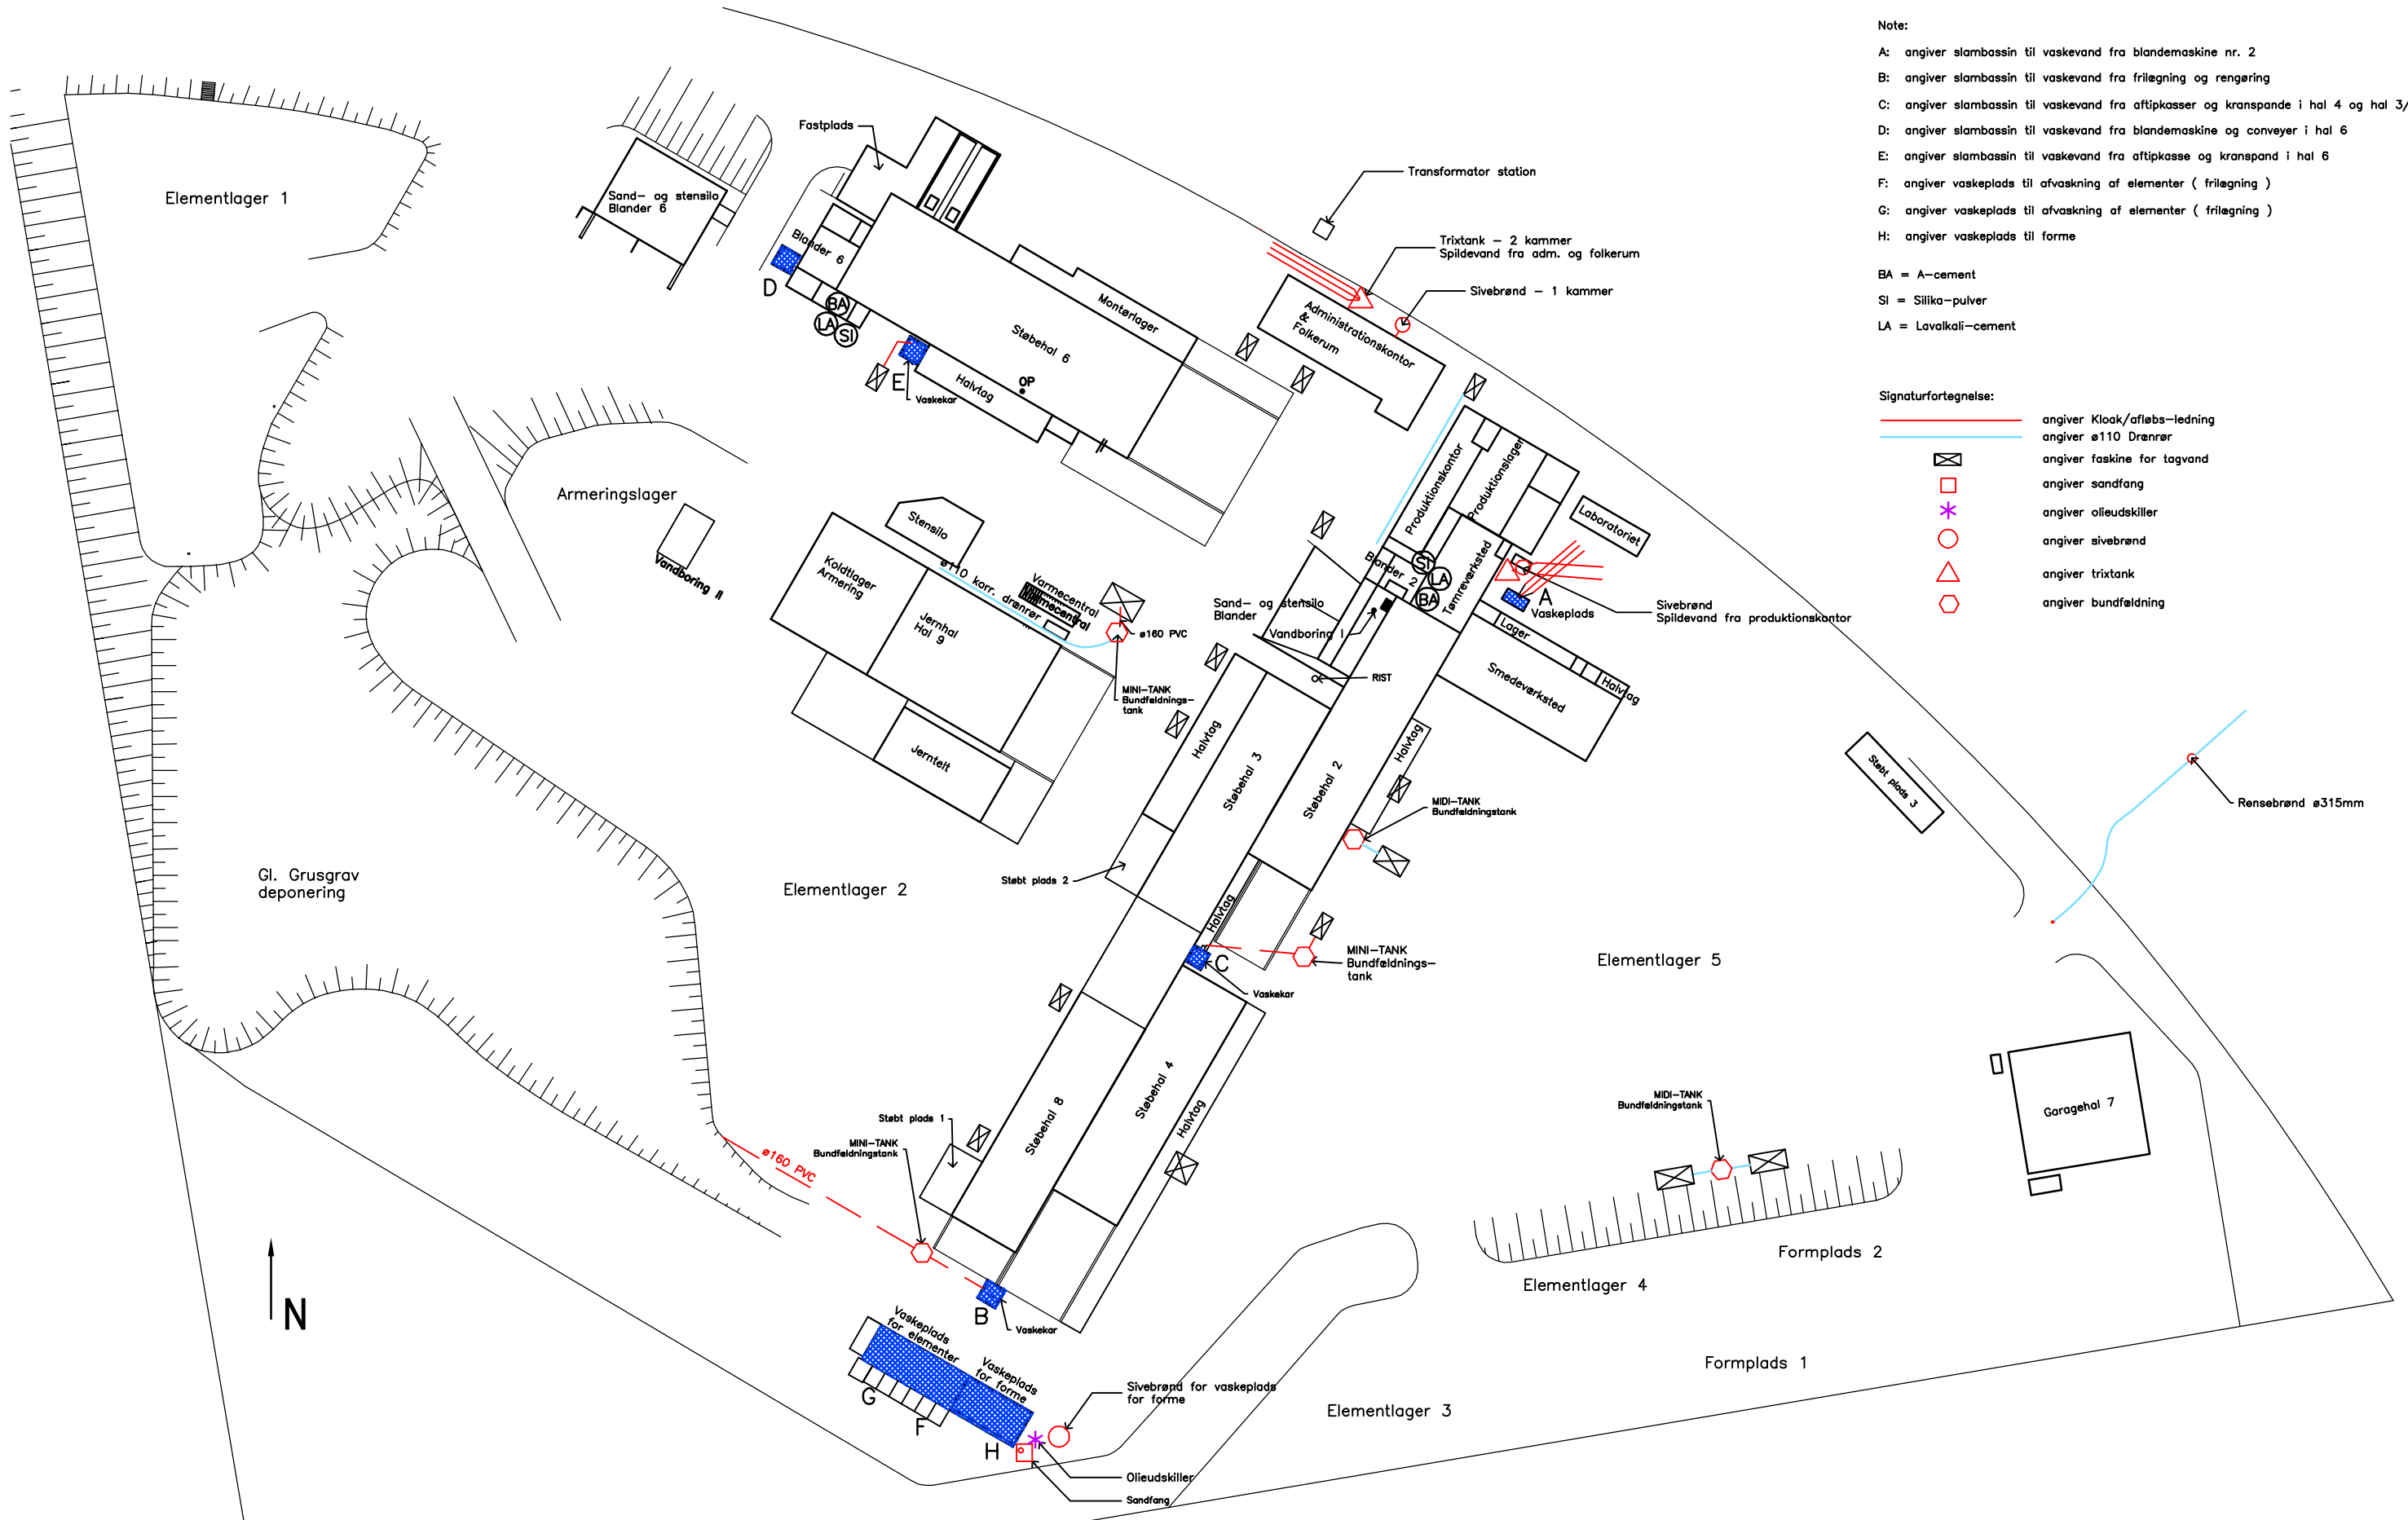 Note:
A: angiver slambassin til vaskevand fra blandemaskine nr. 2
B: angiver slambassin til vaskevand fra frilægning og rengøring
C: angiver slambassin til vaskevand fra aftipkasser og kranspande i hal 4 og hal 3/
D: angiver slambassin til vaskevand fra blandemaskine og conveyer i hal 6
E: angiver slambassin til vaskevand fra aftipkasse og kranspand i hal 6
F: angiver vaskeplads til afvaskning af elementer ( frilægning )
G: angiver vaskeplads til afvaskning af elementer ( frilægning )
H: angiver vaskeplads til forme
BA = A-cement
SI = Silika-pulver
LA = Lavalkali-cement
Signaturfortegnelse:
angiver Kloak/afløbs-ledning
angiver ø110 Drænrør
angiver faskine for tagvand
angiver sandfang
angiver olieudskiller
angiver sivebrønd
angiver trixtank
angiver bundfældning
Elementlager 1
Sand- og stensilo
Blander 6
Fastplads
Blander 6
D
BA
LA
SI
E
Vaskekar
Halvtag
OP
Støbehal 6
Montørlager
Transformator station
Trixtank - 2 kammer
Spildevand fra adm. og folkerum
Sivebrønd - 1 kammer
Administrationskontor
&
Folkerum
Armeringslager
Vandboring II
Stensilo
Koldtlager
Armering
Jernhal
Hal 9
Jerntelt
ø110 korr. drænrør
Varmecentral
Varmecentral
ø160 PVC
MINI-TANK
Bundfældnings-
tank
Produktionskontor
Produktionslager
Laboratoriet
Blander 2
SI
LA
BA
Tømreværksted
A
Vaskeplads
Sivebrønd
Spildevand fra produktionskontor
Sand- og stensilo
Blander
Vandboring I
RIST
Lager
Smedeværksted
Halvtag
Halvtag
Støbehal 3
Støbehal 2
Halvtag
MIDI-TANK
Bundfældningstank
Støbt plads 2
Halvtag
C
Vaskekar
MINI-TANK
Bundfældnings-
tank
Støbt plads 3
Rensebrønd ø315mm
Gl. Grusgrav
deponering
Elementlager 2
Elementlager 5
Støbehal 8
Støbehal 4
Halvtag
Støbt plads 1
MINI-TANK
Bundfældningstank
ø160 PVC
B
Vaskekar
MIDI-TANK
Bundfældningstank
Garagehal 7
Formplads 2
Elementlager 4
Formplads 1
Elementlager 3
N
Vaskeplads
for elementer
Vaskeplads
for forme
G
F
H
Sivebrønd for vaskeplads
for forme
Olieudskiller
Sandfang